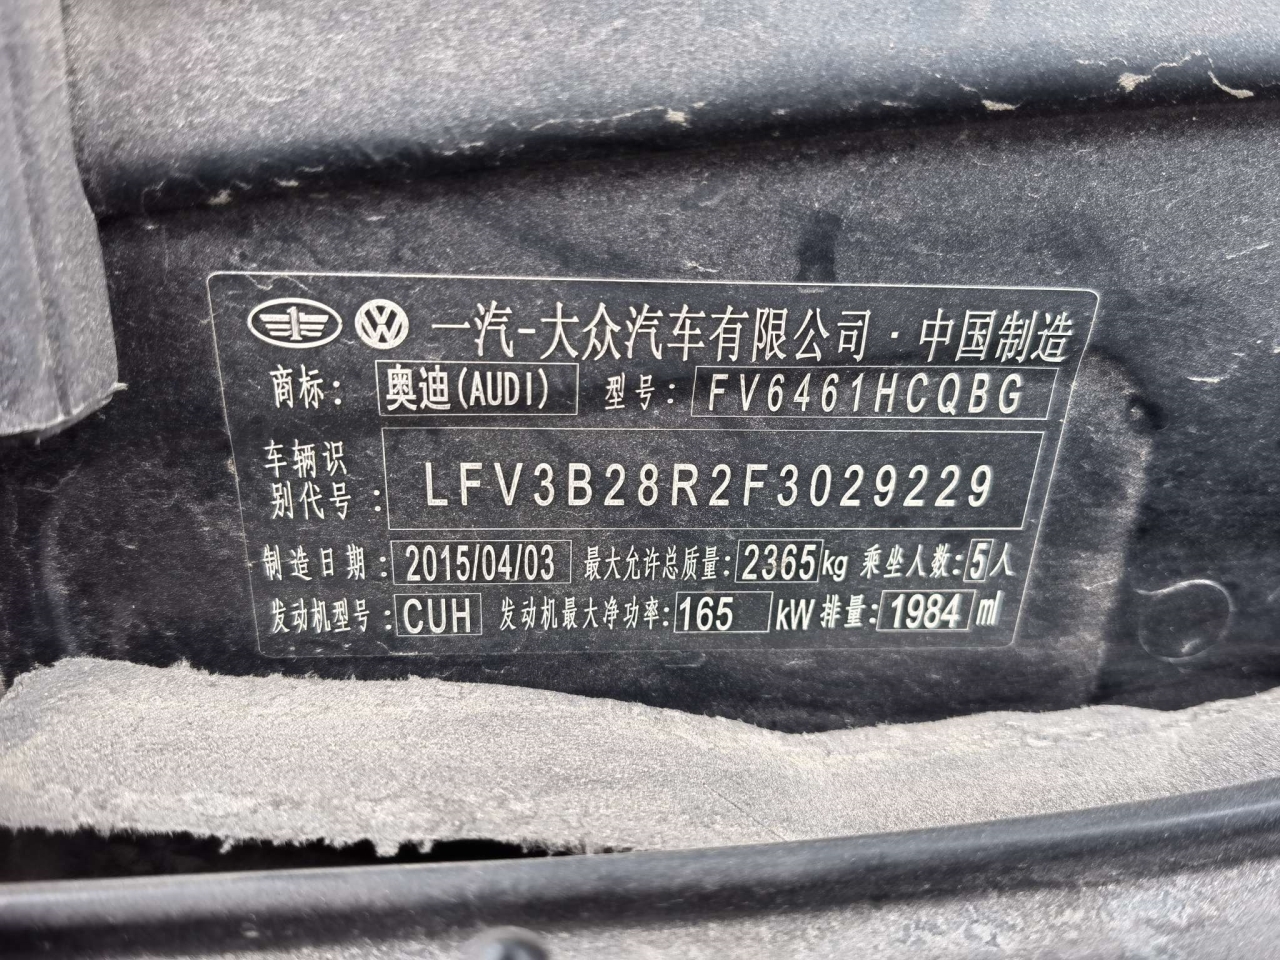 一汽-大众汽车有限公司·中国制造
商标: 奥迪(AUDI) 型号: FV6461HCQBG
车辆识
别代号: LFV3B28R2F3029229
制造日期: 2015/04/03 最大允许总质量: 2365kg 乘坐人数: 5人
发动机型号: CUH 发动机最大净功率: 165 kW 排量: 1984 ml